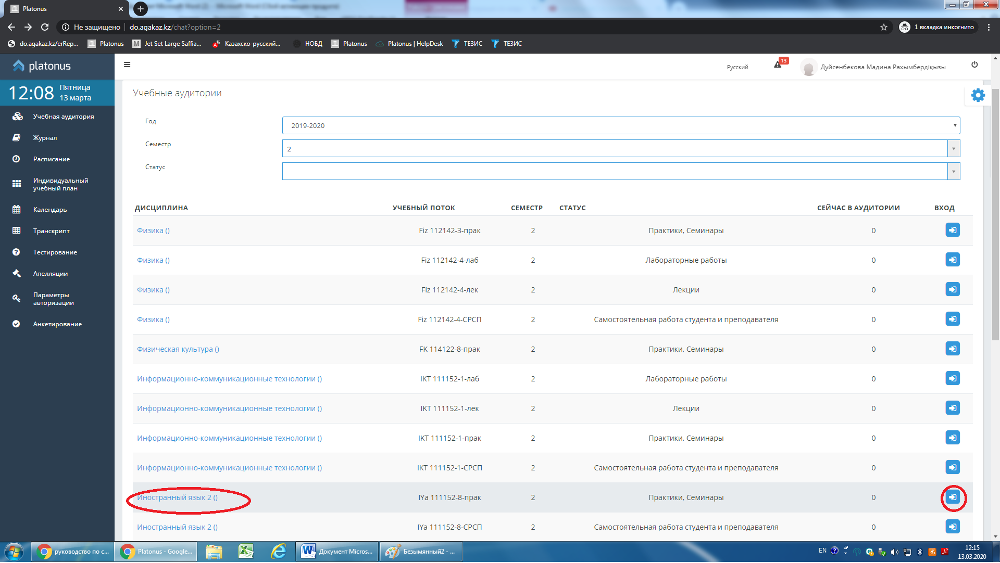 Platonus
Не защищено
do.agakaz.kz/chat?option=2
1 вкладка инкогнито
do.agakaz.kz/erRep...
Platonus
Jet Set Large Saffia...
Казахско-русский...
НОБД
Platonus
Platonus | HelpDesk
ТЕЗИС
ТЕЗИС
platonus
Русский
13
Дуйсенбекова Мадина Рахымбердіқызы
12:08
Пятница
13 марта
Учебная аудитория
Журнал
Расписание
Индивидуальный
учебный план
Календарь
Транскрипт
Тестирование
Апелляции
Параметры
авторизации
Анкетирование
Учебные аудитории
Год
2019-2020
Семестр
2
Статус
ДИСЦИПЛИНА УЧЕБНЫЙ ПОТОК СЕМЕСТР СТАТУС СЕЙЧАС В АУДИТОРИИ ВХОД
Физика () Fiz 112142-3-прак 2 Практики, Семинары 0
Физика () Fiz 112142-4-лаб 2 Лабораторные работы 0
Физика () Fiz 112142-4-лек 2 Лекции 0
Физика () Fiz 112142-4-СРСП 2 Самостоятельная работа студента и преподавателя 0
Физическая культура () FK 114122-8-прак 2 Практики, Семинары 0
Информационно-коммуникационные технологии () IKT 111152-1-лаб 2 Лабораторные работы 0
Информационно-коммуникационные технологии () IKT 111152-1-лек 2 Лекции 0
Информационно-коммуникационные технологии () IKT 111152-1-прак 2 Практики, Семинары 0
Информационно-коммуникационные технологии () IKT 111152-1-СРСП 2 Самостоятельная работа студента и преподавателя 0
Иностранный язык 2 () IYa 111152-8-прак 2 Практики, Семинары 0
Иностранный язык 2 () IYa 111152-8-СРСП 2 Самостоятельная работа студента и преподавателя 0
руководство по с...
Platonus - Google...
Документ Micros...
Безымянный2 - ...
EN
12:15
13.03.2020